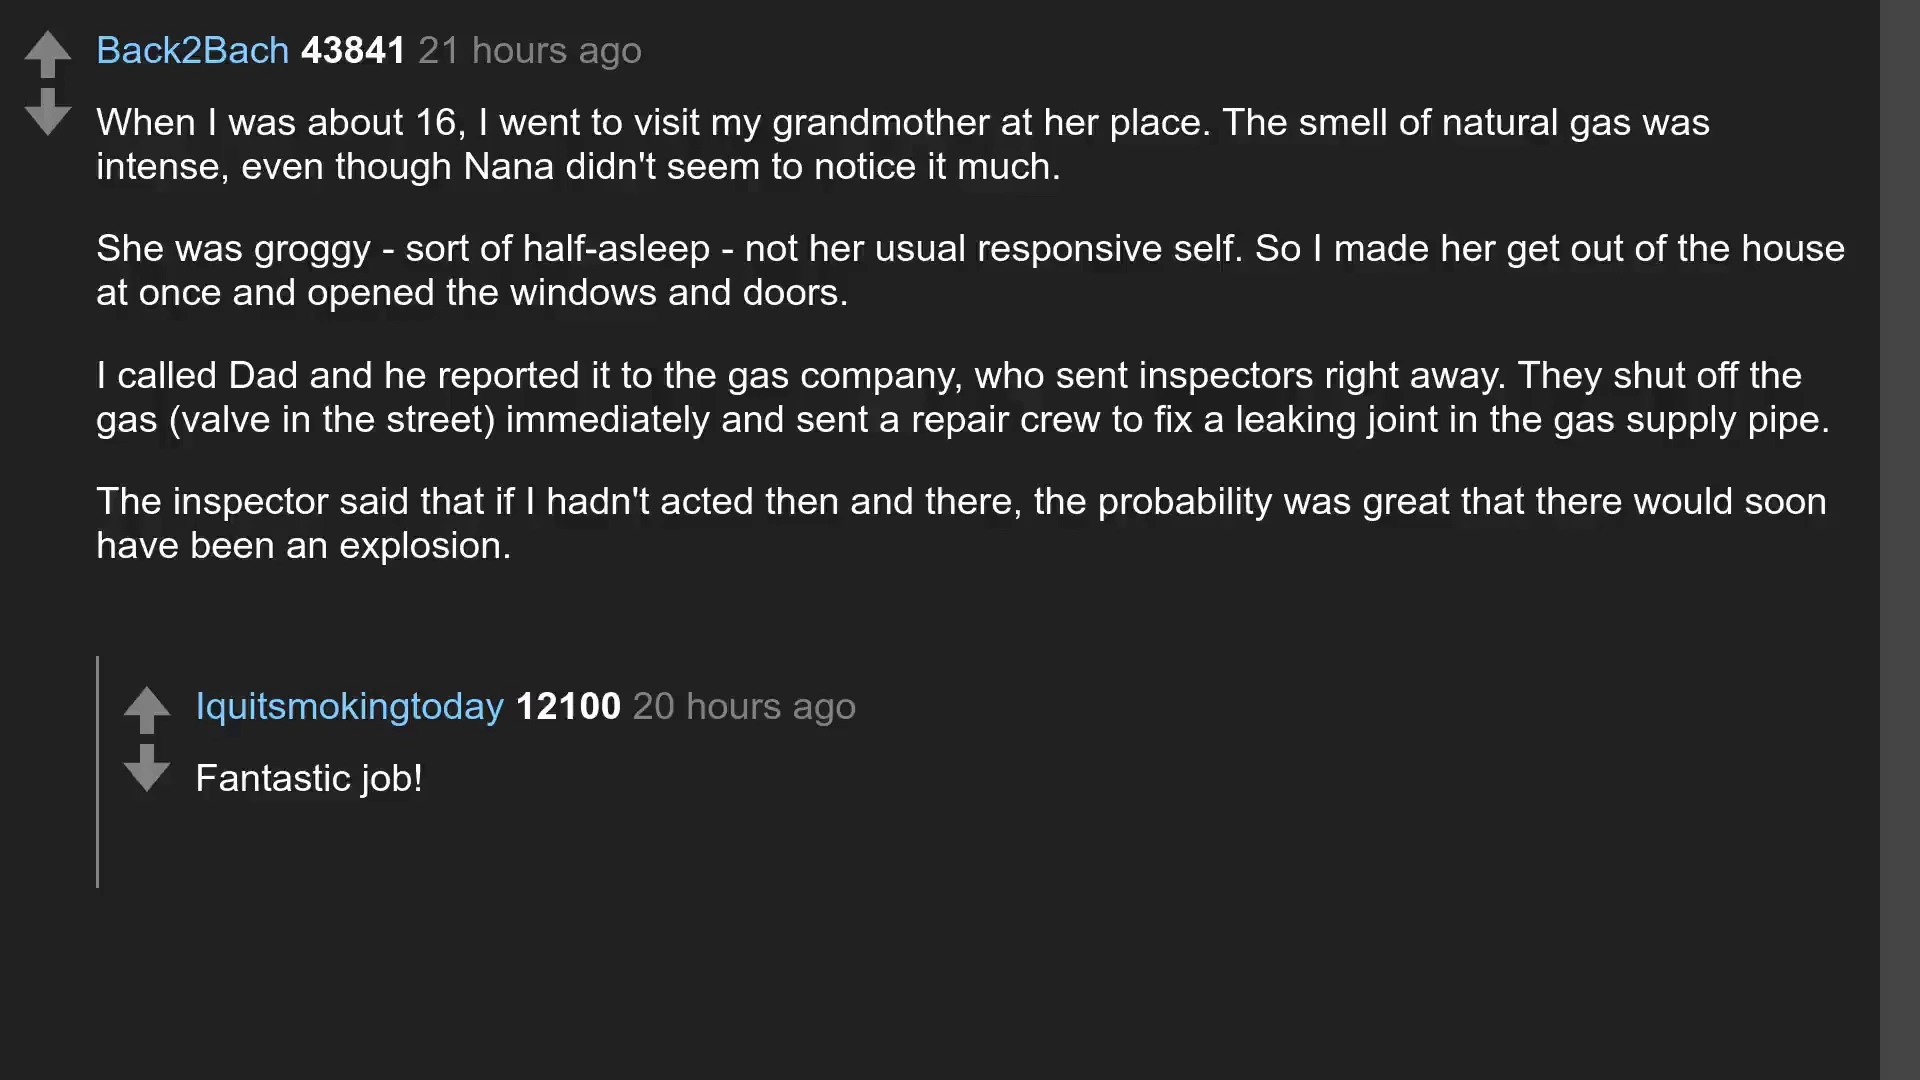 Back2Bach 43841 21 hours ago
When I was about 16, I went to visit my grandmother at her place. The smell of natural gas was
intense, even though Nana didn't seem to notice it much.
She was groggy - sort of half-asleep - not her usual responsive self. So I made her get out of the house
at once and opened the windows and doors.
I called Dad and he reported it to the gas company, who sent inspectors right away. They shut off the
gas (valve in the street) immediately and sent a repair crew to fix a leaking joint in the gas supply pipe.
The inspector said that if I hadn't acted then and there, the probability was great that there would soon
have been an explosion.
Iquitsmokingtoday 12100 20 hours ago
Fantastic job!